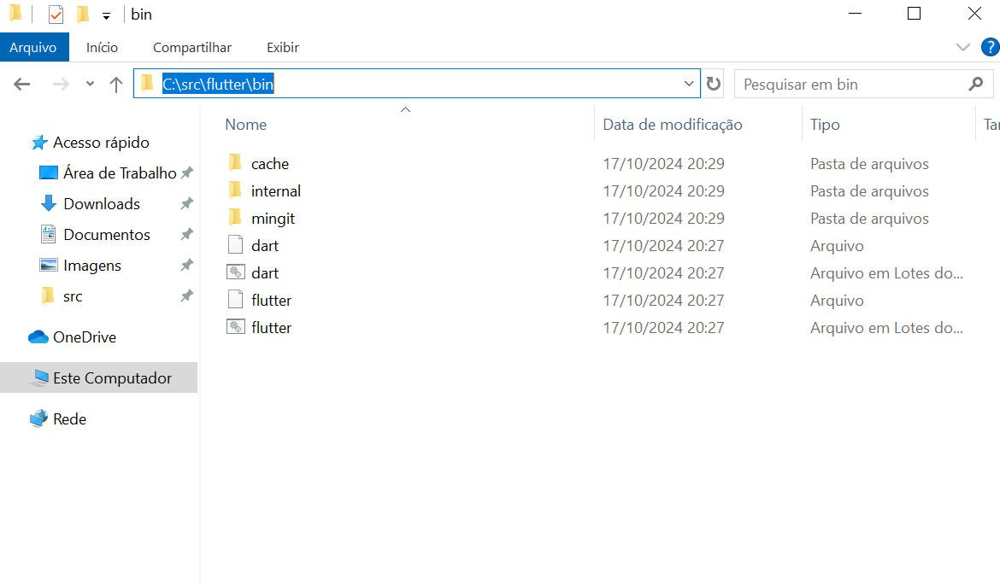 bin
Arquivo Início Compartilhar Exibir
C:\src\flutter\bin Pesquisar em bin
Nome Data de modificação Tipo Ta
Acesso rápido
Área de Trabalho
Downloads
Documentos
Imagens
src
OneDrive
Este Computador
Rede
cache 17/10/2024 20:29 Pasta de arquivos
internal 17/10/2024 20:29 Pasta de arquivos
mingit 17/10/2024 20:29 Pasta de arquivos
dart 17/10/2024 20:27 Arquivo
dart 17/10/2024 20:27 Arquivo em Lotes do...
flutter 17/10/2024 20:27 Arquivo
flutter 17/10/2024 20:27 Arquivo em Lotes do...